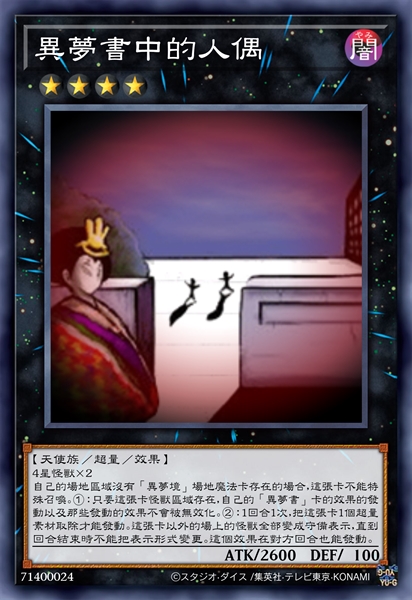 異夢書中的人偶
やみ
闇
【天使族／超量／效果】
4星怪獸×2
自己的場地區域沒有「異夢境」場地魔法卡存在的場合,這張卡不能特
殊召喚。①:只要這張卡怪獸區域存在,自己的「異夢書」卡的效果的發
動以及那些發動的效果不會被無效化。②:1回合1次,把這張卡1個超量
素材取除才能發動。這張卡以外的場上的怪獸全部變成守備表示,直到
回合結束時不能把表示形式變更。這個效果在對方回合也能發動。
ATK/2600 DEF/ 100
71400024
©スタジオ·ダイス /集英社·テレビ東京·KONAMI
YU-G